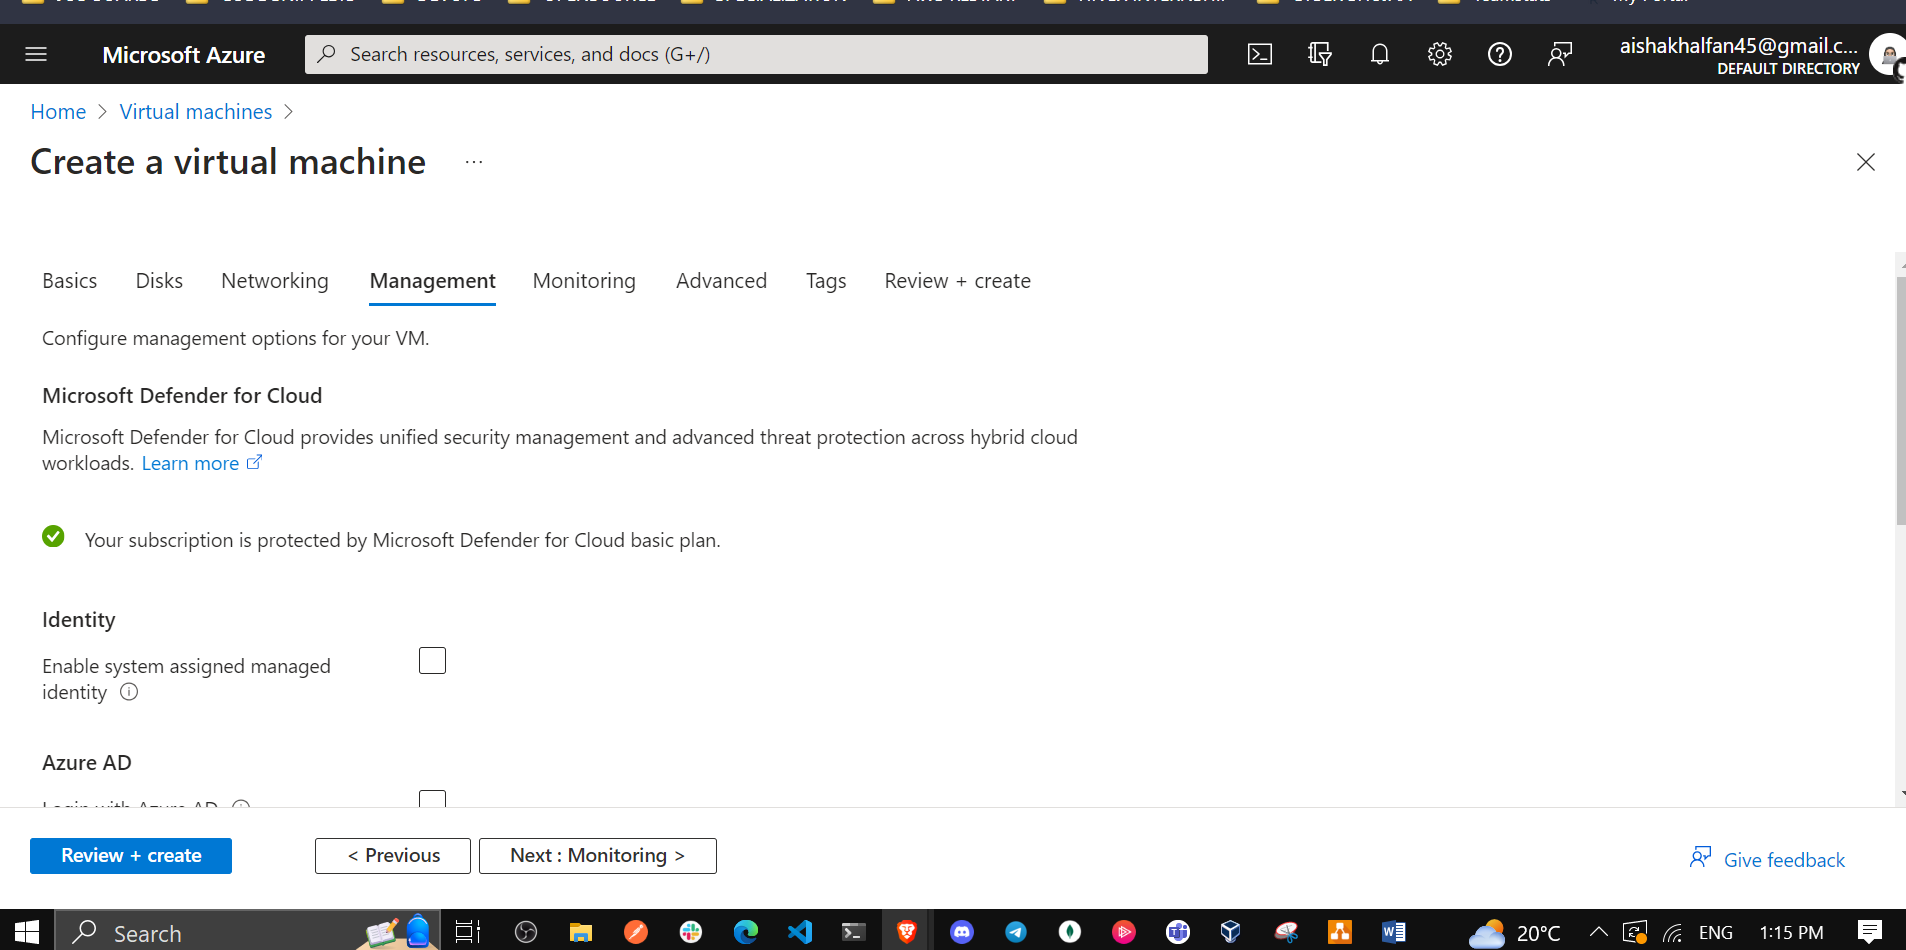 Microsoft Azure
Search resources, services, and docs (G+/)
aishakhalfan45@gmail.c...
DEFAULT DIRECTORY
Home > Virtual machines >
Create a virtual machine ...
Basics Disks Networking Management Monitoring Advanced Tags Review + create
Configure management options for your VM.
Microsoft Defender for Cloud
Microsoft Defender for Cloud provides unified security management and advanced threat protection across hybrid cloud
workloads. Learn more
Your subscription is protected by Microsoft Defender for Cloud basic plan.
Identity
Enable system assigned managed
identity
Azure AD
Login with Azure AD
Review + create < Previous Next : Monitoring >
Give feedback
Search 20°C ENG 1:15 PM